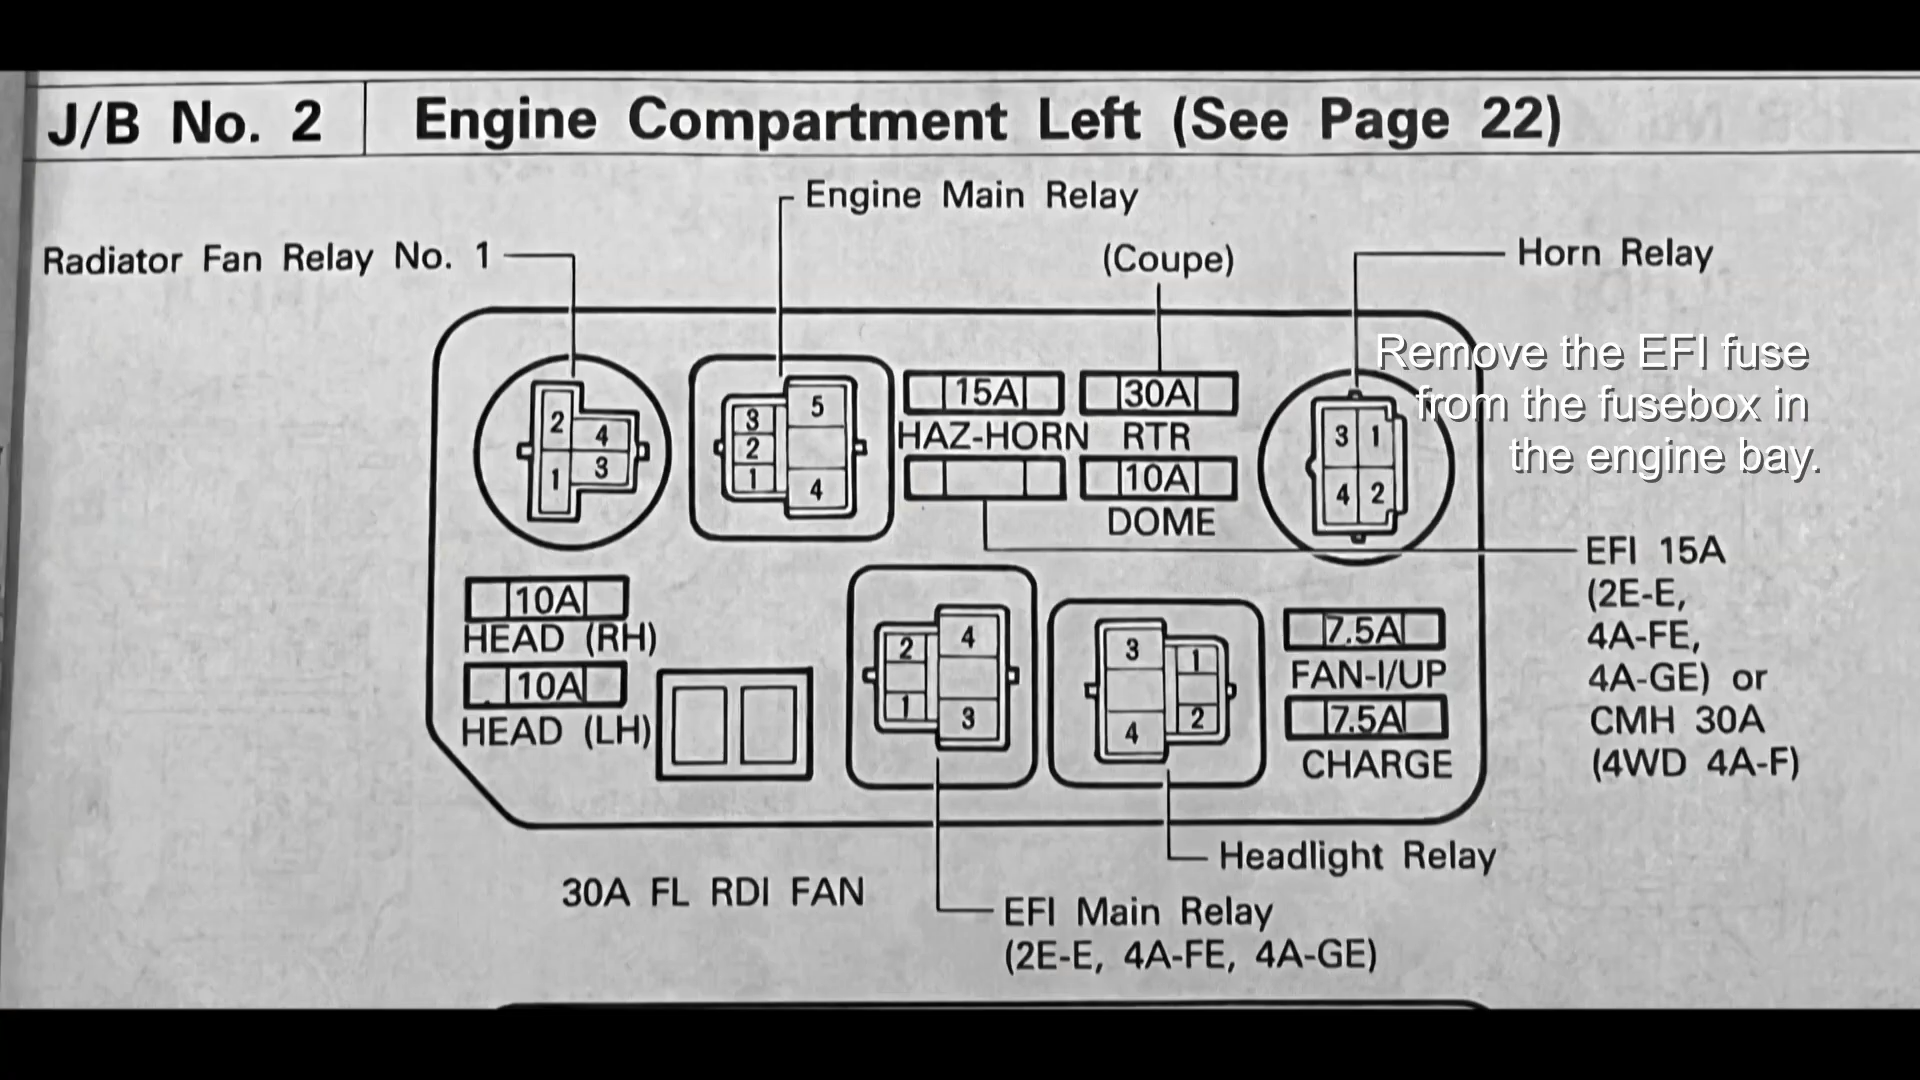 J/B No. 2
Engine Compartment Left (See Page 22)
Engine Main Relay
Radiator Fan Relay No. 1
(Coupe)
Horn Relay
Remove the EFI fuse
from the fusebox in
the engine bay.
2
4
1
3
3
2
1
5
4
15A
HAZ-HORN
30A
RTR
10A
DOME
3 1
4 2
EFI 15A
(2E-E,
4A-FE,
4A-GE) or
CMH 30A
(4WD 4A-F)
10A
HEAD (RH)
10A
HEAD (LH)
2
4
1
3
3
1
4
2
7.5A
FAN-I/UP
7.5A
CHARGE
Headlight Relay
30A FL RDI FAN
EFI Main Relay
(2E-E, 4A-FE, 4A-GE)